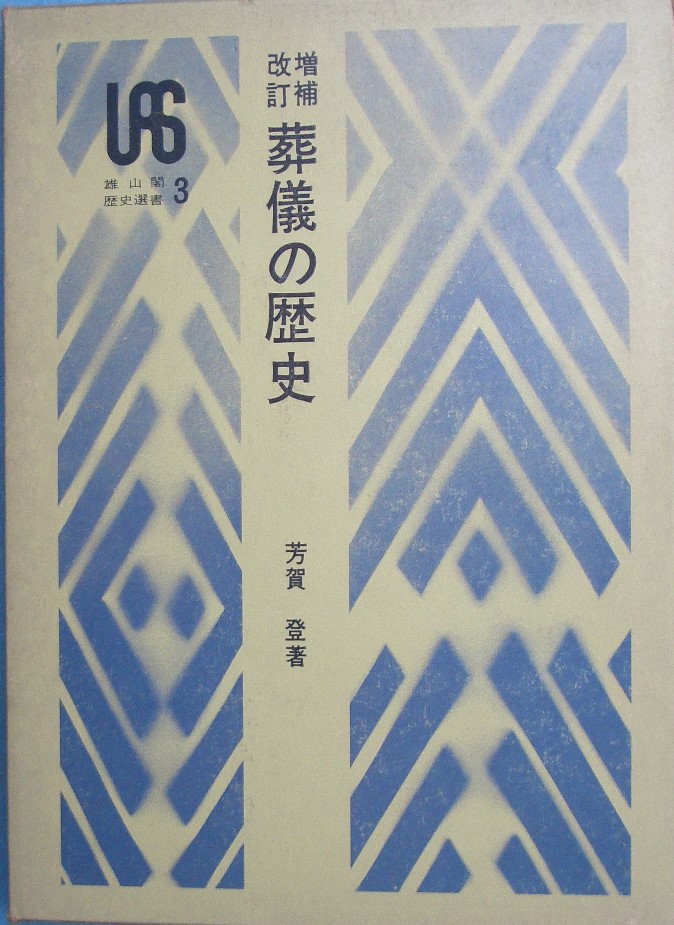 増補
改訂
葬儀の歴史
芳賀 登著
雄山閣
歴史選書 3